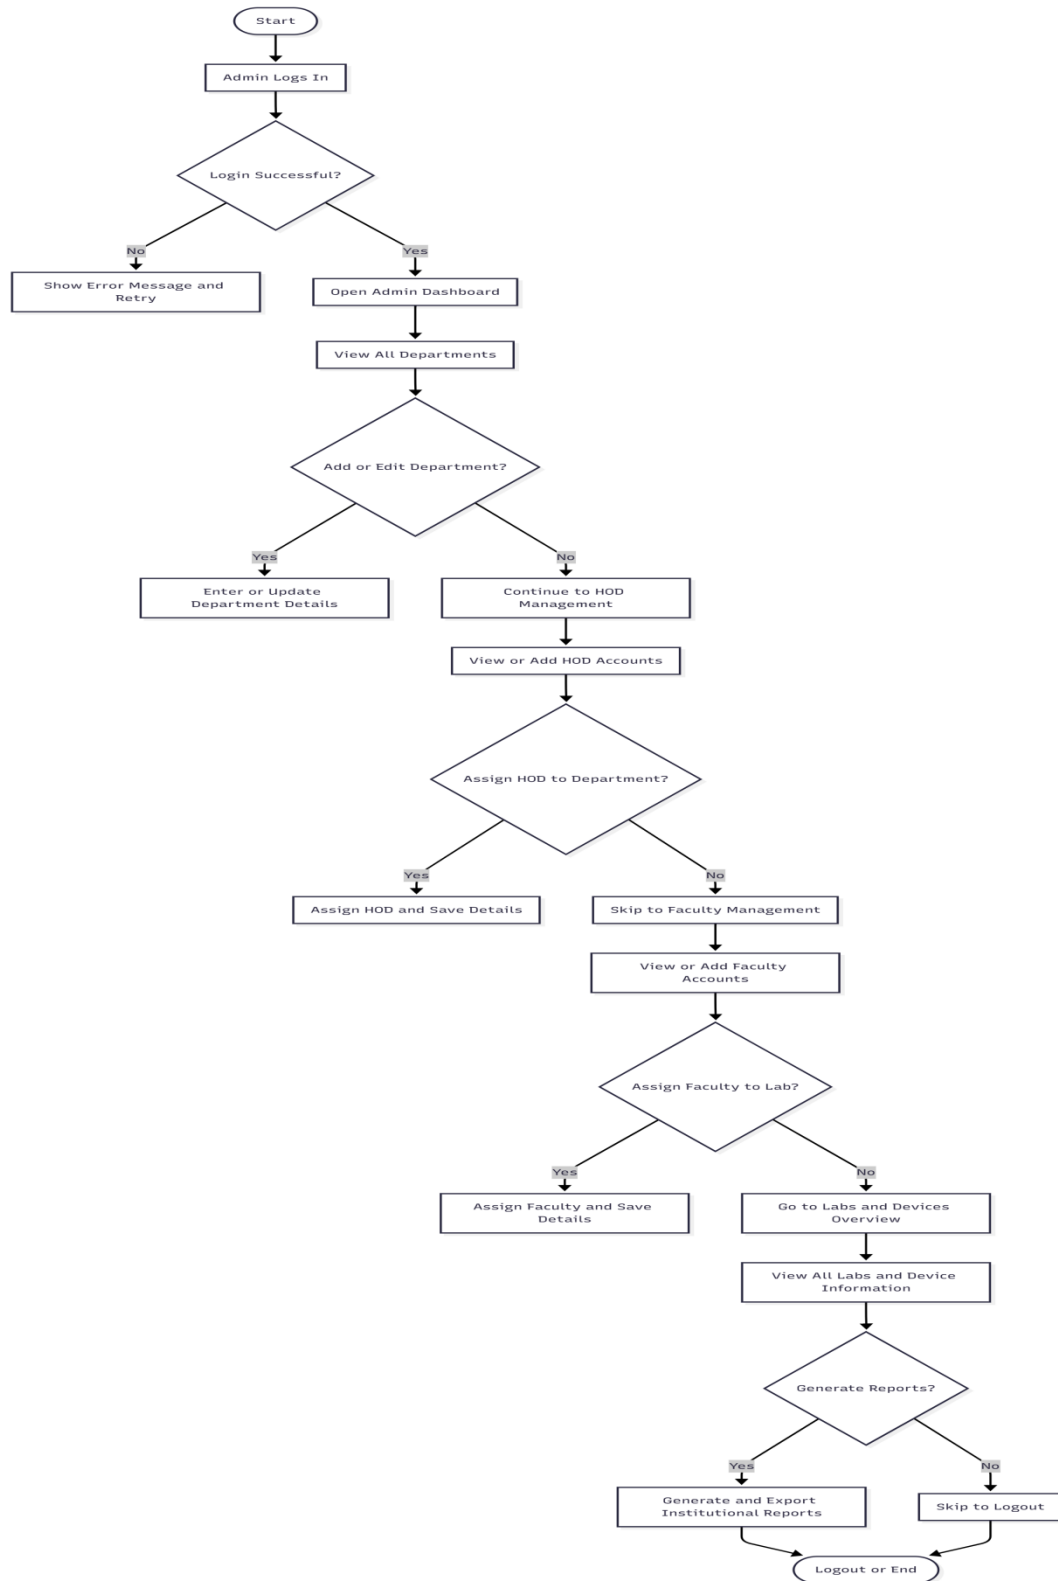 Start
Admin Logs In
Login Successful?
No
Yes
Show Error Message and
Retry
Open Admin Dashboard
View All Departments
Add or Edit Department?
Yes
No
Enter or Update
Department Details
Continue to HOD
Management
View or Add HOD Accounts
Assign HOD to Department?
Yes
No
Assign HOD and Save Details
Skip to Faculty Management
View or Add Faculty
Accounts
Assign Faculty to Lab?
Yes
No
Assign Faculty and Save
Details
Go to Labs and Devices
Overview
View All Labs and Device
Information
Generate Reports?
Yes
No
Generate and Export
Institutional Reports
Skip to Logout
Logout or End